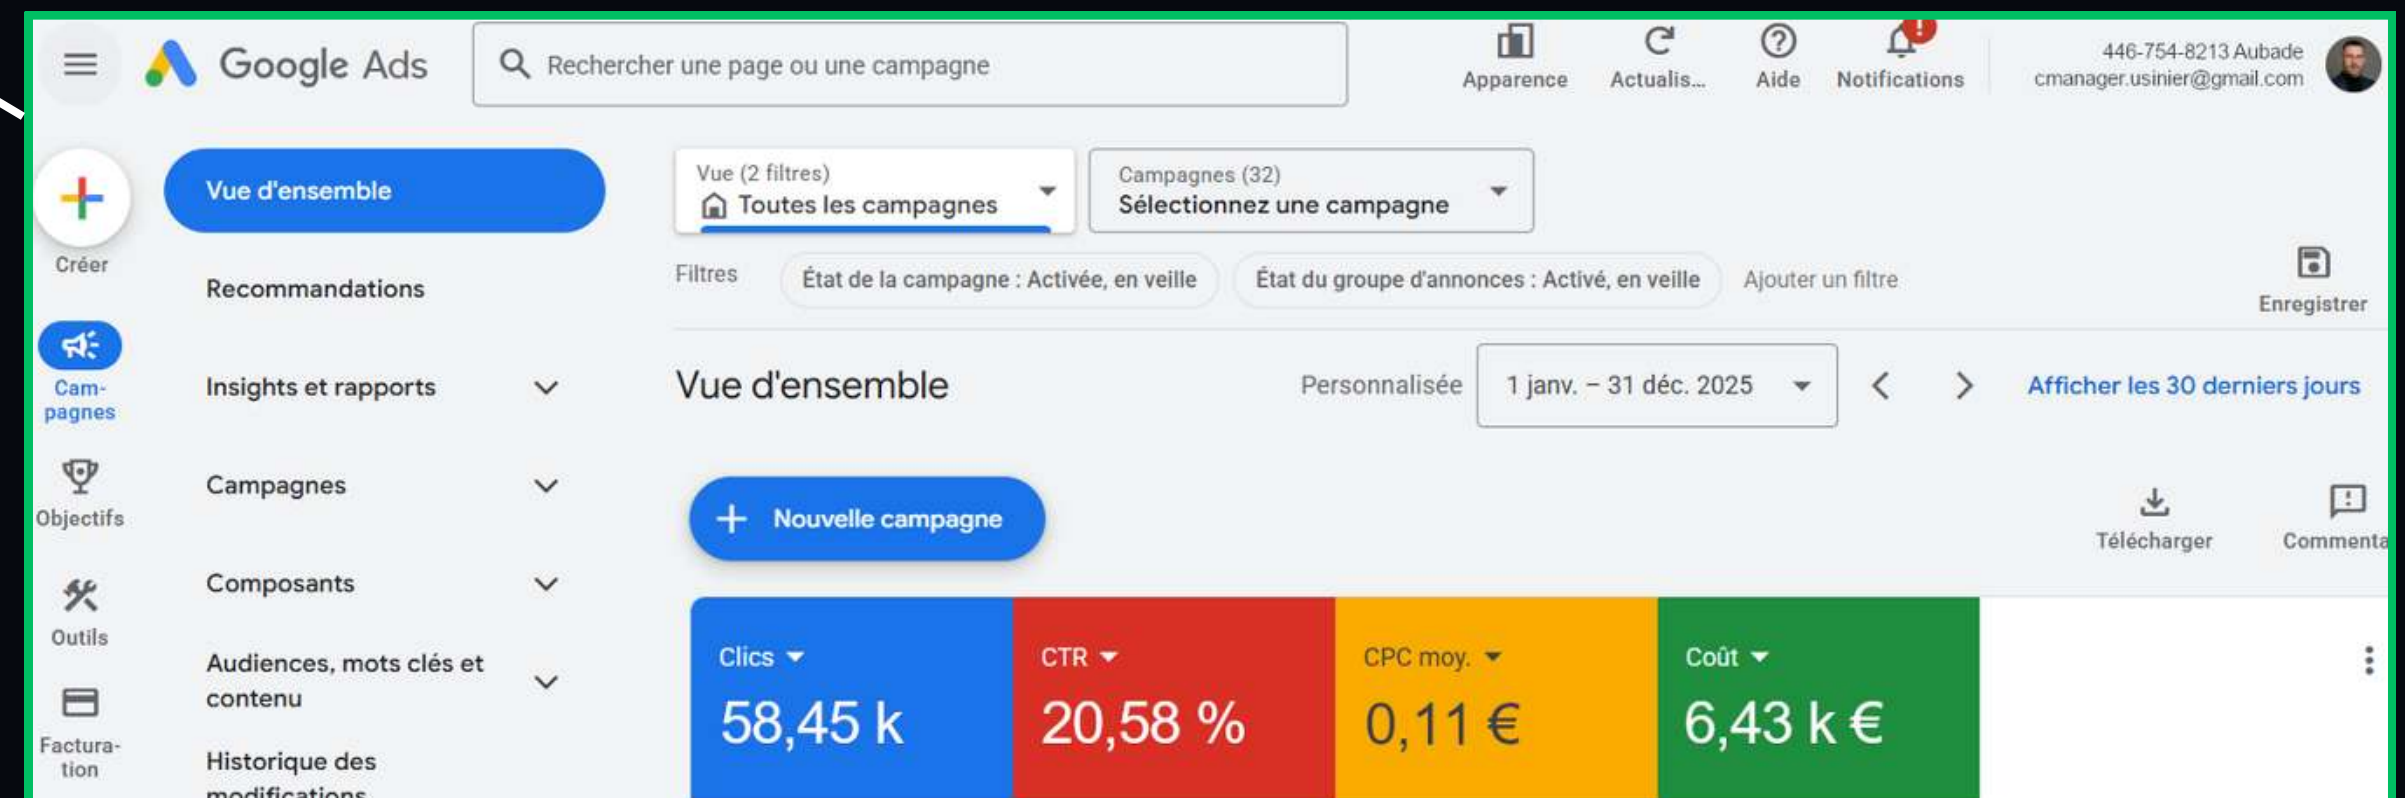 Google Ads
Rechercher une page ou une campagne
Apparence
Actualis...
Aide
Notifications
446-754-8213 Aubade
cmanager.usinier@gmail.com
Créer
Cam-
pagnes
Objectifs
Outils
Factura-
tion
Vue d'ensemble
Recommandations
Insights et rapports
Campagnes
Composants
Audiences, mots clés et
contenu
Historique des
modifications
Vue (2 filtres)
Toutes les campagnes
Campagnes (32)
Sélectionnez une campagne
Filtres
État de la campagne : Activée, en veille
État du groupe d'annonces : Activé, en veille
Ajouter un filtre
Enregistrer
Vue d'ensemble
Personnalisée
1 janv. – 31 déc. 2025
Afficher les 30 derniers jours
Nouvelle campagne
Télécharger
Commenta
Clics
58,45 k
CTR
20,58 %
CPC moy.
0,11 €
Coût
6,43 k €